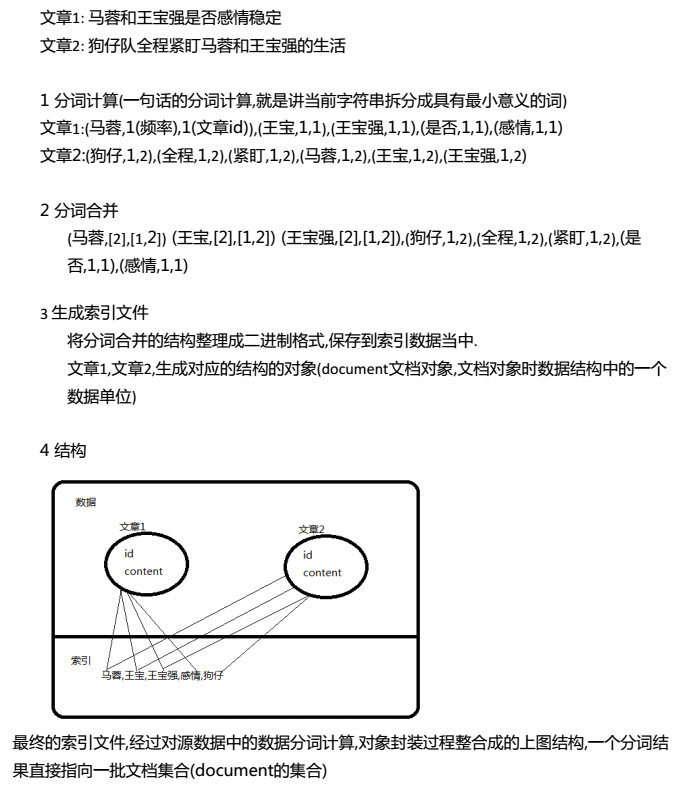 文章1: 马蓉和王宝强是否感情稳定
文章2: 狗仔队全程紧盯马蓉和王宝强的生活
1 分词计算(一句话的分词计算,就是讲当前字符串拆分成具有最小意义的词)
文章1:(马蓉,1(频率),1(文章id)),(王宝,1,1),(王宝强,1,1),(是否,1,1),(感情,1,1)
文章2:(狗仔,1,2),(全程,1,2),(紧盯,1,2),(马蓉,1,2),(王宝,1,2),(王宝强,1,2)
2 分词合并
(马蓉,[2],[1,2]) (王宝,[2],[1,2]) (王宝强,[2],[1,2]),(狗仔,1,2),(全程,1,2),(紧盯,1,2),(是
否,1,1),(感情,1,1)
3 生成索引文件
将分词合并的结构整理成二进制格式,保存到索引数据当中.
文章1,文章2,生成对应的结构的对象(document文档对象,文档对象时数据结构中的一个
数据单位)
4 结构
数据
文章1
文章2
id
id
content
content
索引
马蓉,王宝,王宝强,感情,狗仔
最终的索引文件,经过对源数据中的数据分词计算,对象封装过程整合成的上图结构,一个分词结
果直接指向一批文档集合(document的集合)